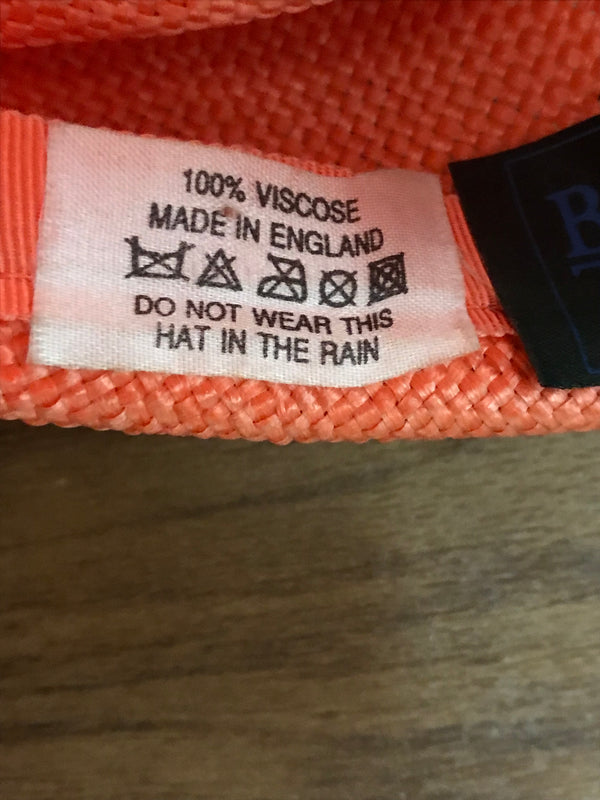 100% VISCOSE
MADE IN ENGLAND
DO NOT WEAR THIS
HAT IN THE RAIN
B